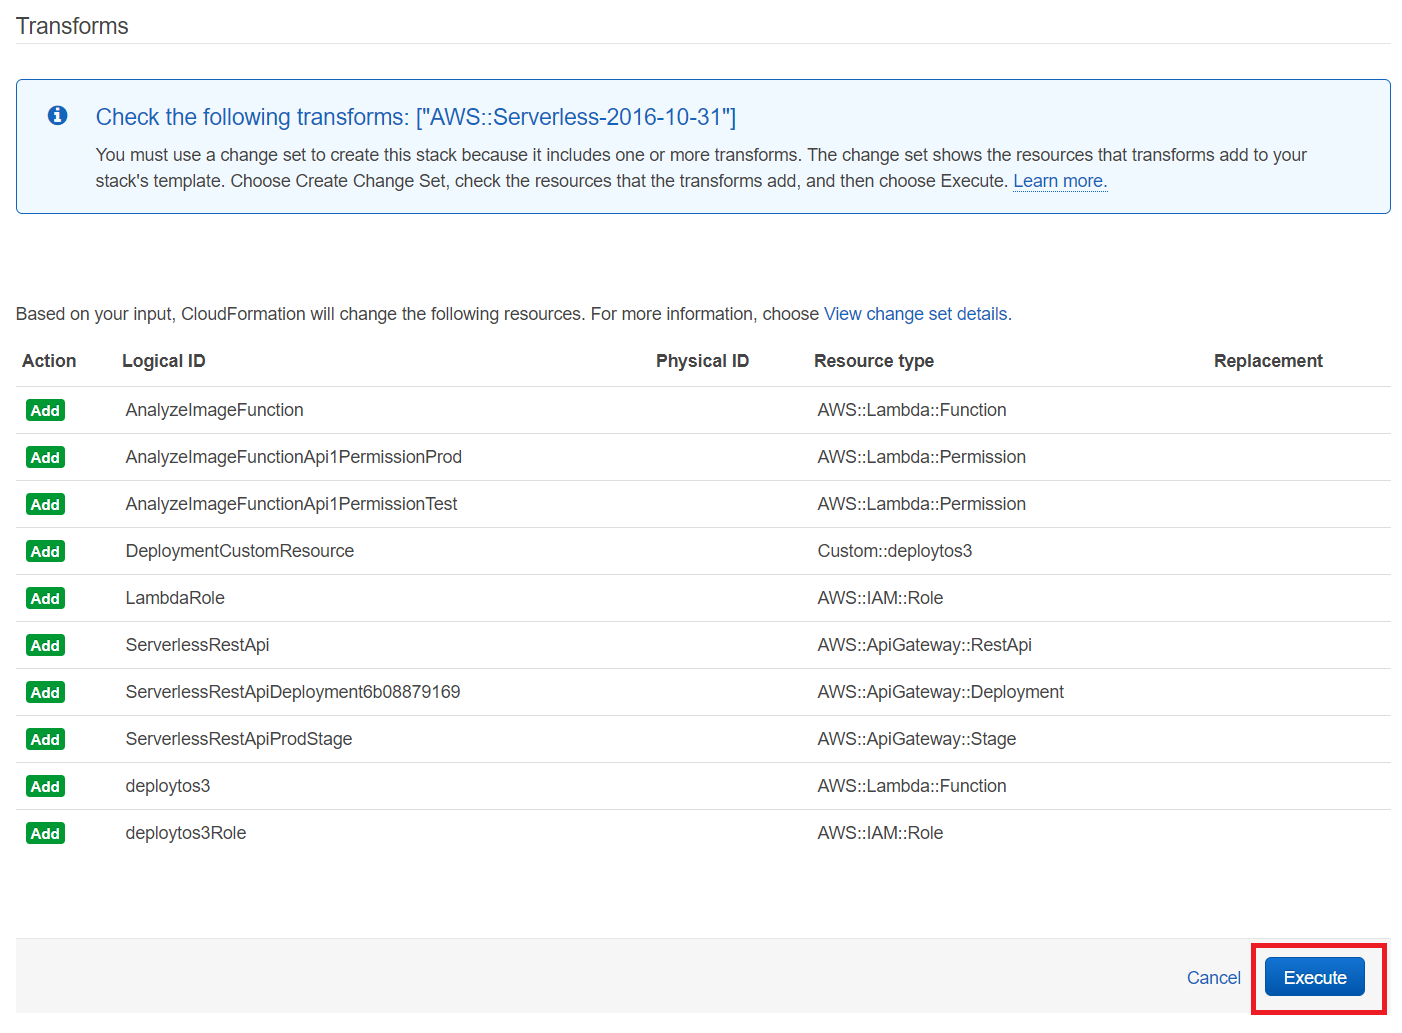 Transforms
Check the following transforms: ["AWS::Serverless-2016-10-31"]
You must use a change set to create this stack because it includes one or more transforms. The change set shows the resources that transforms add to your
stack's template. Choose Create Change Set, check the resources that the transforms add, and then choose Execute. Learn more.
Based on your input, CloudFormation will change the following resources. For more information, choose View change set details.
Action Logical ID Physical ID Resource type Replacement
Add AnalyzeImageFunction AWS::Lambda::Function
Add AnalyzeImageFunctionApi1PermissionProd AWS::Lambda::Permission
Add AnalyzeImageFunctionApi1PermissionTest AWS::Lambda::Permission
Add DeploymentCustomResource Custom::deploytos3
Add LambdaRole AWS::IAM::Role
Add ServerlessRestApi AWS::ApiGateway::RestApi
Add ServerlessRestApiDeployment6b08879169 AWS::ApiGateway::Deployment
Add ServerlessRestApiProdStage AWS::ApiGateway::Stage
Add deploytos3 AWS::Lambda::Function
Add deploytos3Role AWS::IAM::Role
Cancel Execute